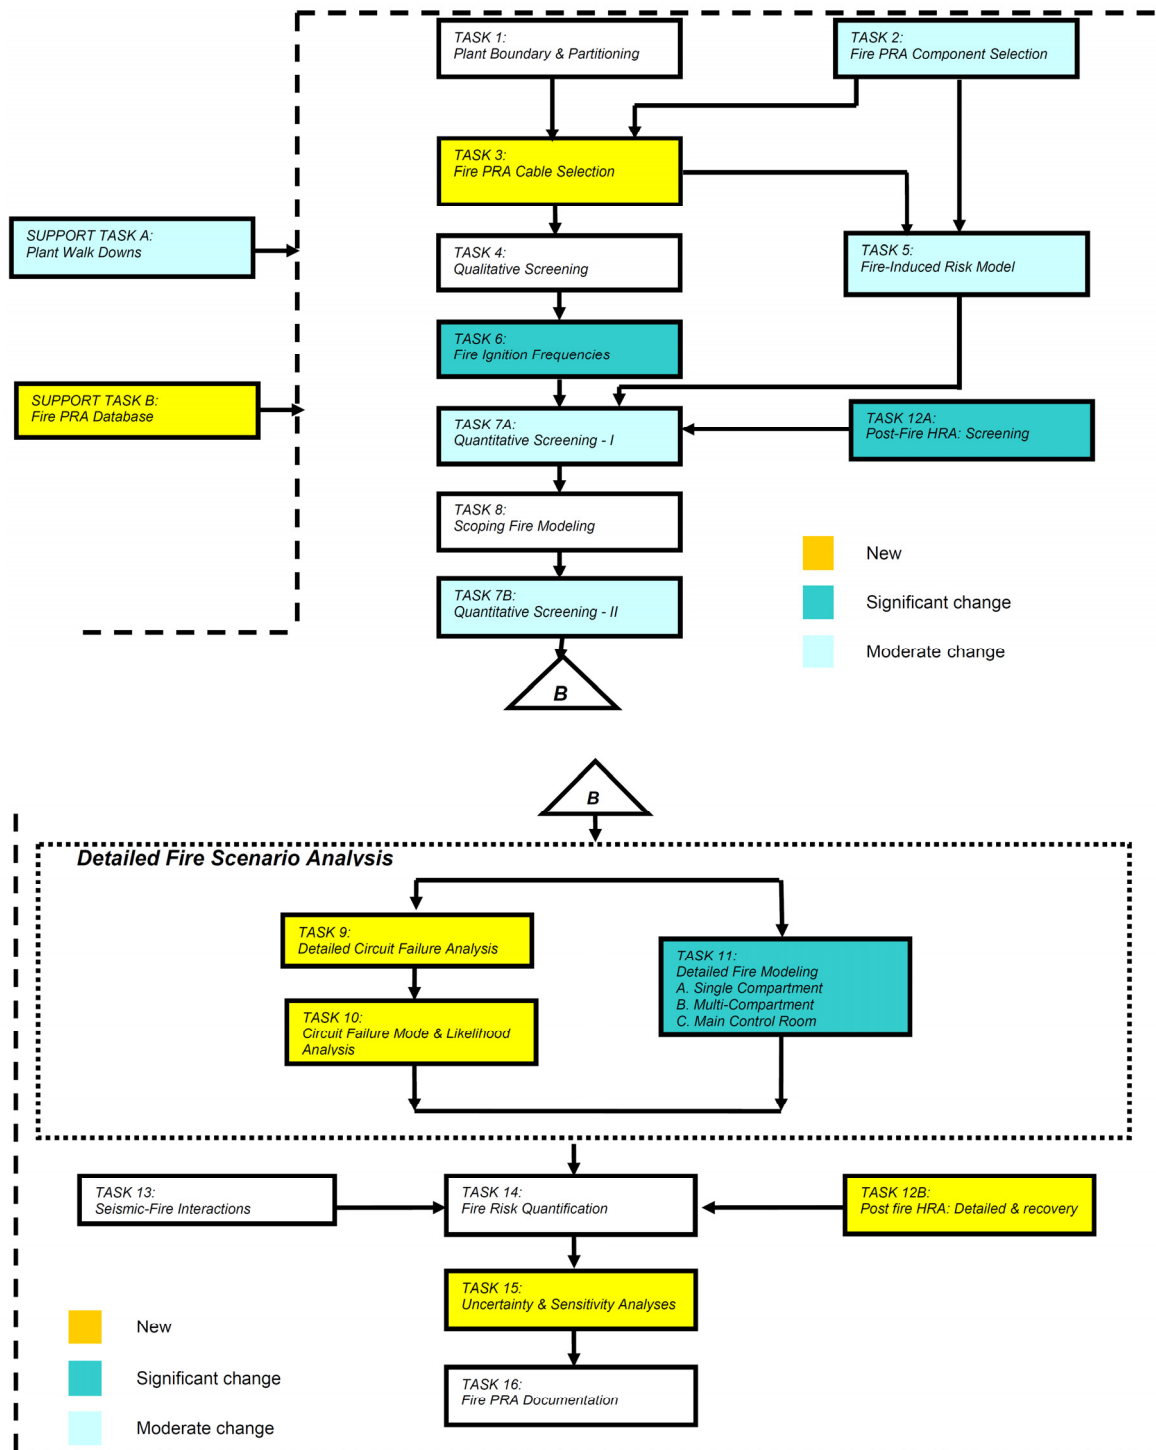 TASK 1:
Plant Boundary & Partitioning
TASK 2:
Fire PRA Component Selection
TASK 3:
Fire PRA Cable Selection
SUPPORT TASK A:
Plant Walk Downs
TASK 4:
Qualitative Screening
TASK 5:
Fire-Induced Risk Model
TASK 6:
Fire Ignition Frequencies
SUPPORT TASK B:
Fire PRA Database
TASK 7A:
Quantitative Screening - I
TASK 12A:
Post-Fire HRA: Screening
TASK 8:
Scoping Fire Modeling
TASK 7B:
Quantitative Screening - II
New
Significant change
Moderate change
B
B
Detailed Fire Scenario Analysis
TASK 9:
Detailed Circuit Failure Analysis
TASK 10:
Circuit Failure Mode & Likelihood
Analysis
TASK 11:
Detailed Fire Modeling
A. Single Compartment
B. Multi-Compartment
C. Main Control Room
TASK 13:
Seismic-Fire Interactions
TASK 14:
Fire Risk Quantification
TASK 12B:
Post fire HRA: Detailed & recovery
TASK 15:
Uncertainty & Sensitivity Analyses
TASK 16:
Fire PRA Documentation
New
Significant change
Moderate change